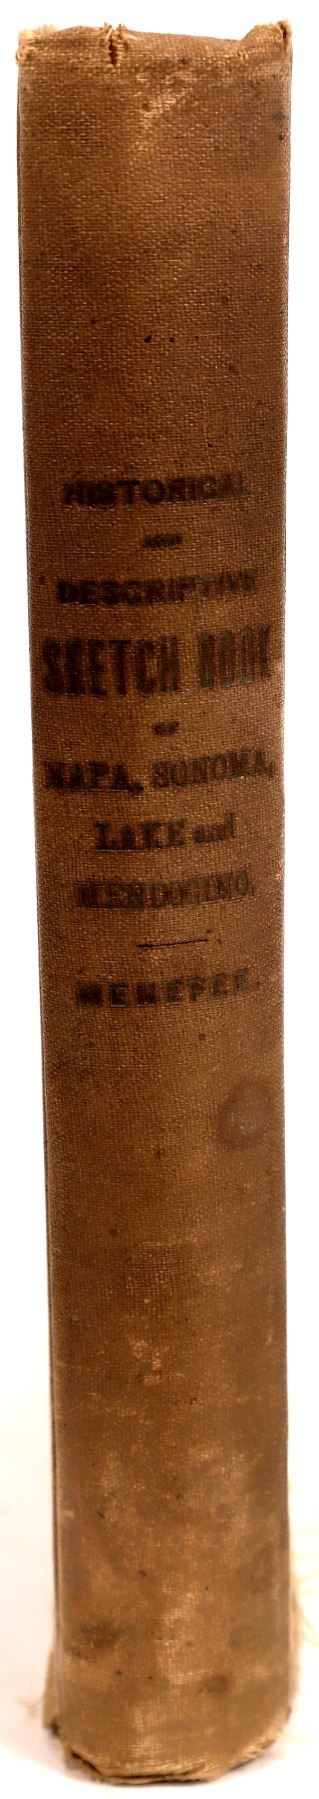 HISTORICAL
AND
DESCRIPTIVE
SKETCH BOOK
OF
NAPA, SONOMA,
LAKE and
MENDOCINO.
MENEFEE.